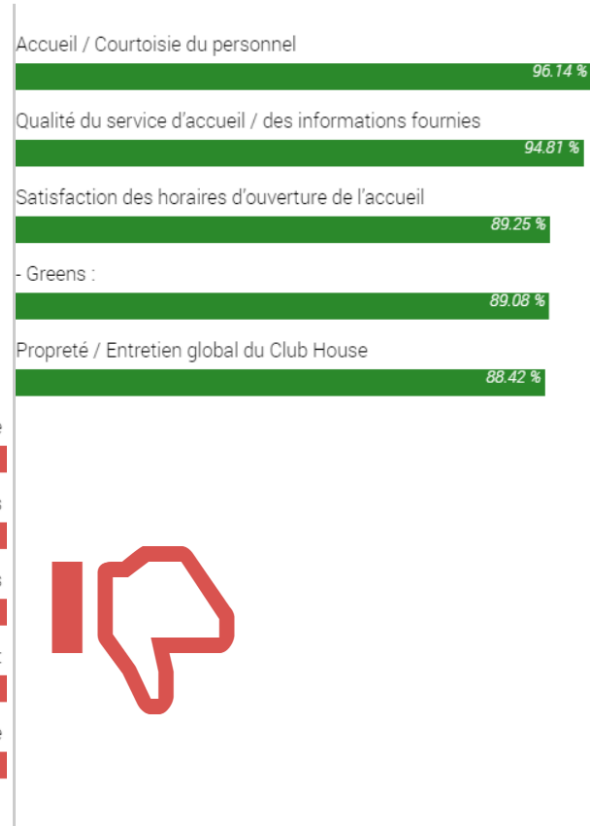 Accueil / Courtoisie du personnel
96.14 %
Qualité du service d'accueil / des informations fournies
94.81 %
Satisfaction des horaires d'ouverture de l'accueil
89.25 %
- Greens :
89.08 %
Propreté / Entretien global du Club House
88.42 %